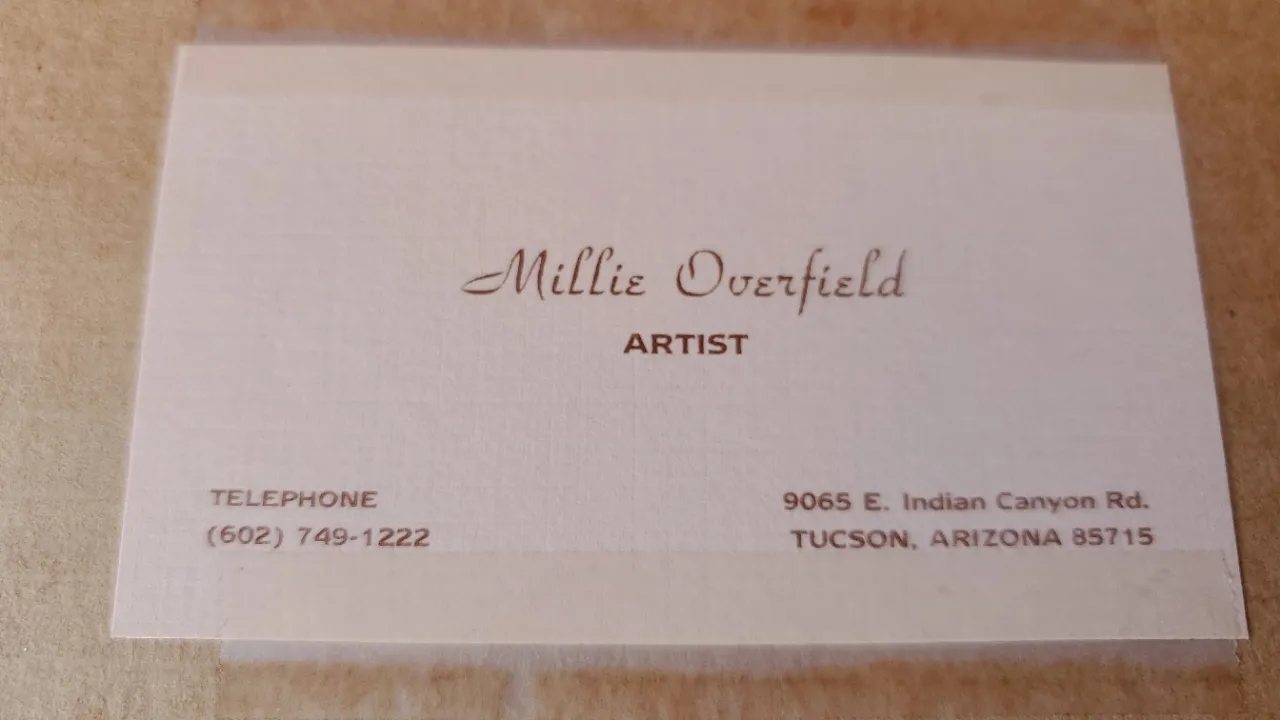 Millie Overfield
ARTIST
TELEPHONE
(602) 749-1222
9065 E. Indian Canyon Rd.
TUCSON, ARIZONA 85715